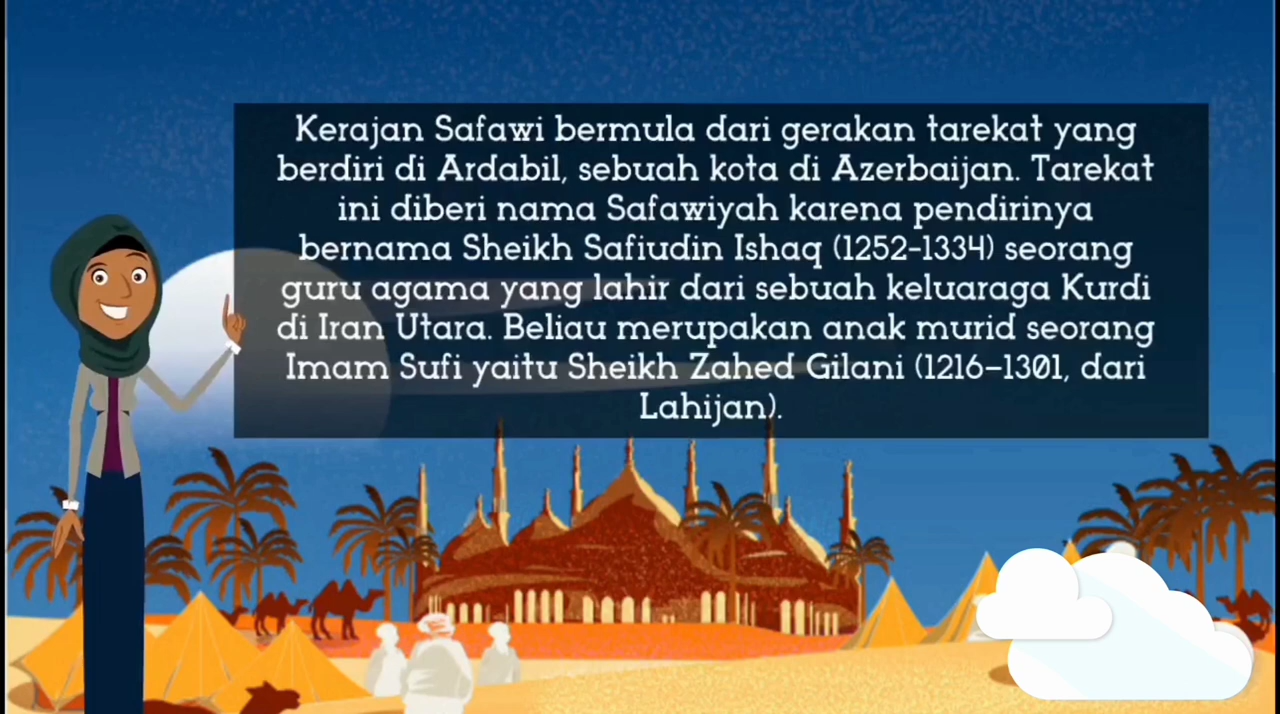 Kerajan Safawi bermula dari gerakan tarekat yang
berdiri di Ardabil, sebuah kota di Azerbaijan. Tarekat
ini diberi nama Safawiyah karena pendirinya
bernama Sheikh Safiudin Ishaq (1252-1334) seorang
guru agama yang lahir dari sebuah keluaraga Kurdi
di Iran Utara. Beliau merupakan anak murid seorang
Imam Sufi yaitu Sheikh Zahed Gilani (1216–1301, dari
Lahijan).